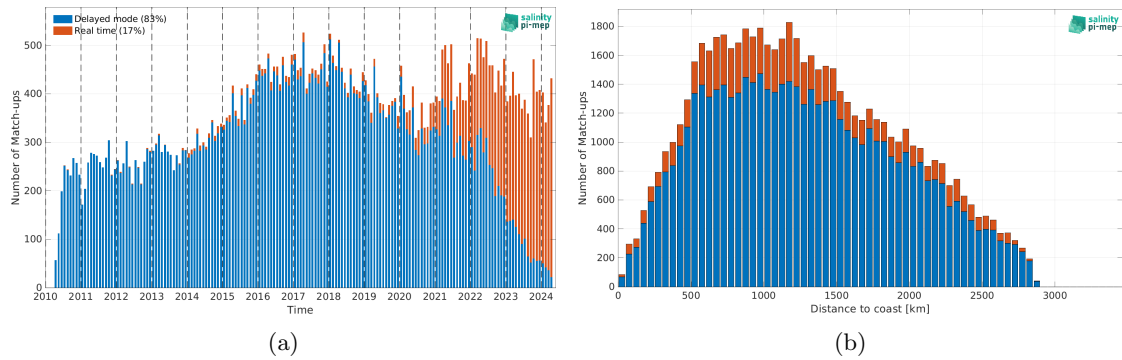 Delayed mode (83%)
Real time (17%)
salinity
pi-mep
Number of Match-ups
500
400
300
200
100
0
2010 2011 2012 2013 2014 2015 2016 2017 2018 2019 2020 2021 2022 2023 2024
Time
(a)
salinity
pi-mep
Number of Match-ups
1800
1600
1400
1200
1000
800
600
400
200
0
0 500 1000 1500 2000 2500 3000
Distance to coast [km]
(b)